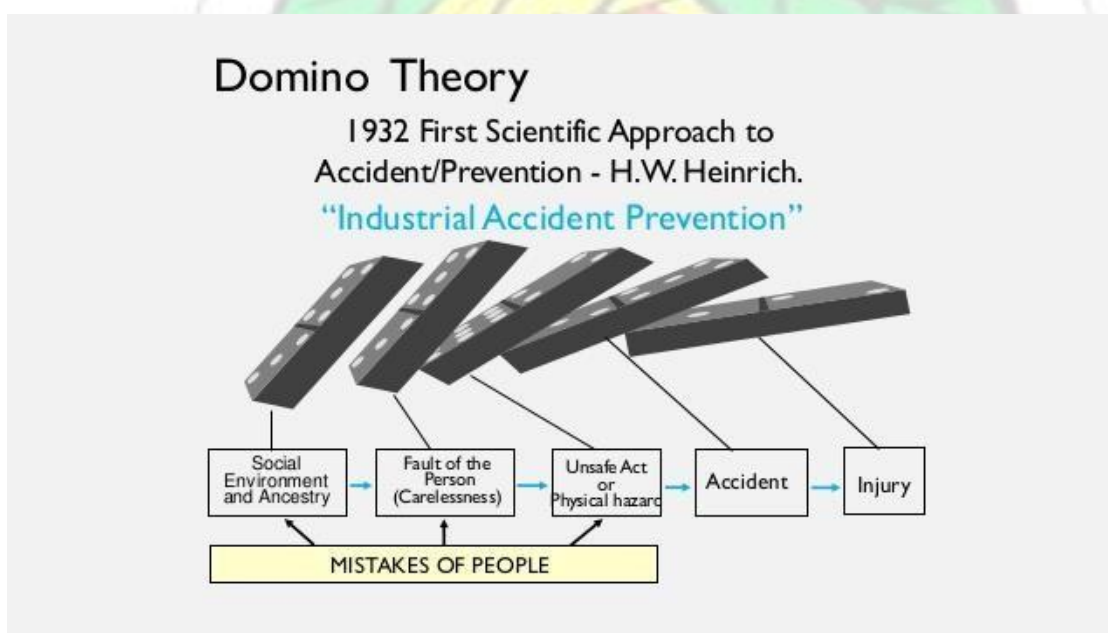 Domino Theory
1932 First Scientific Approach to
Accident/Prevention - H.W. Heinrich.
“Industrial Accident Prevention”
Social
Environment
and Ancestry
Fault of the
Person
(Carelessness)
Unsafe Act
or
Physical hazard
Accident
Injury
MISTAKES OF PEOPLE